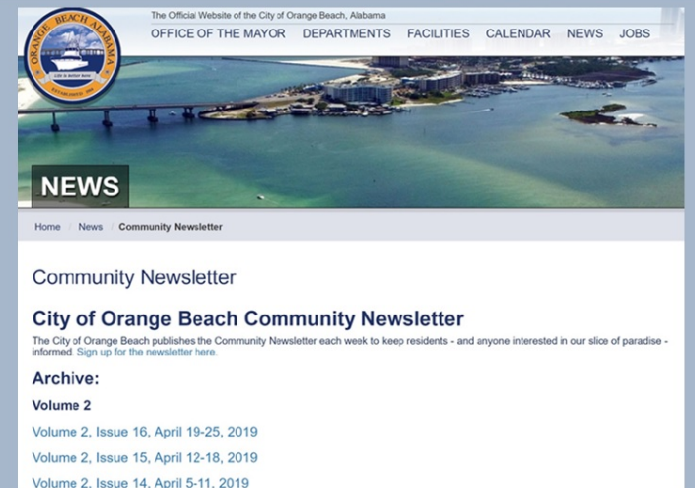 The Official Website of the City of Orange Beach, Alabama
OFFICE OF THE MAYOR DEPARTMENTS FACILITIES CALENDAR NEWS JOBS
ORANGE BEACH ALABAMA
NEWS
Home / News / Community Newsletter
Community Newsletter
City of Orange Beach Community Newsletter
The City of Orange Beach publishes the Community Newsletter each week to keep residents - and anyone interested in our slice of paradise -
informed. Sign up for the newsletter here.
Archive:
Volume 2
Volume 2, Issue 16, April 19-25, 2019
Volume 2, Issue 15, April 12-18, 2019
Volume 2, Issue 14, April 5-11, 2019